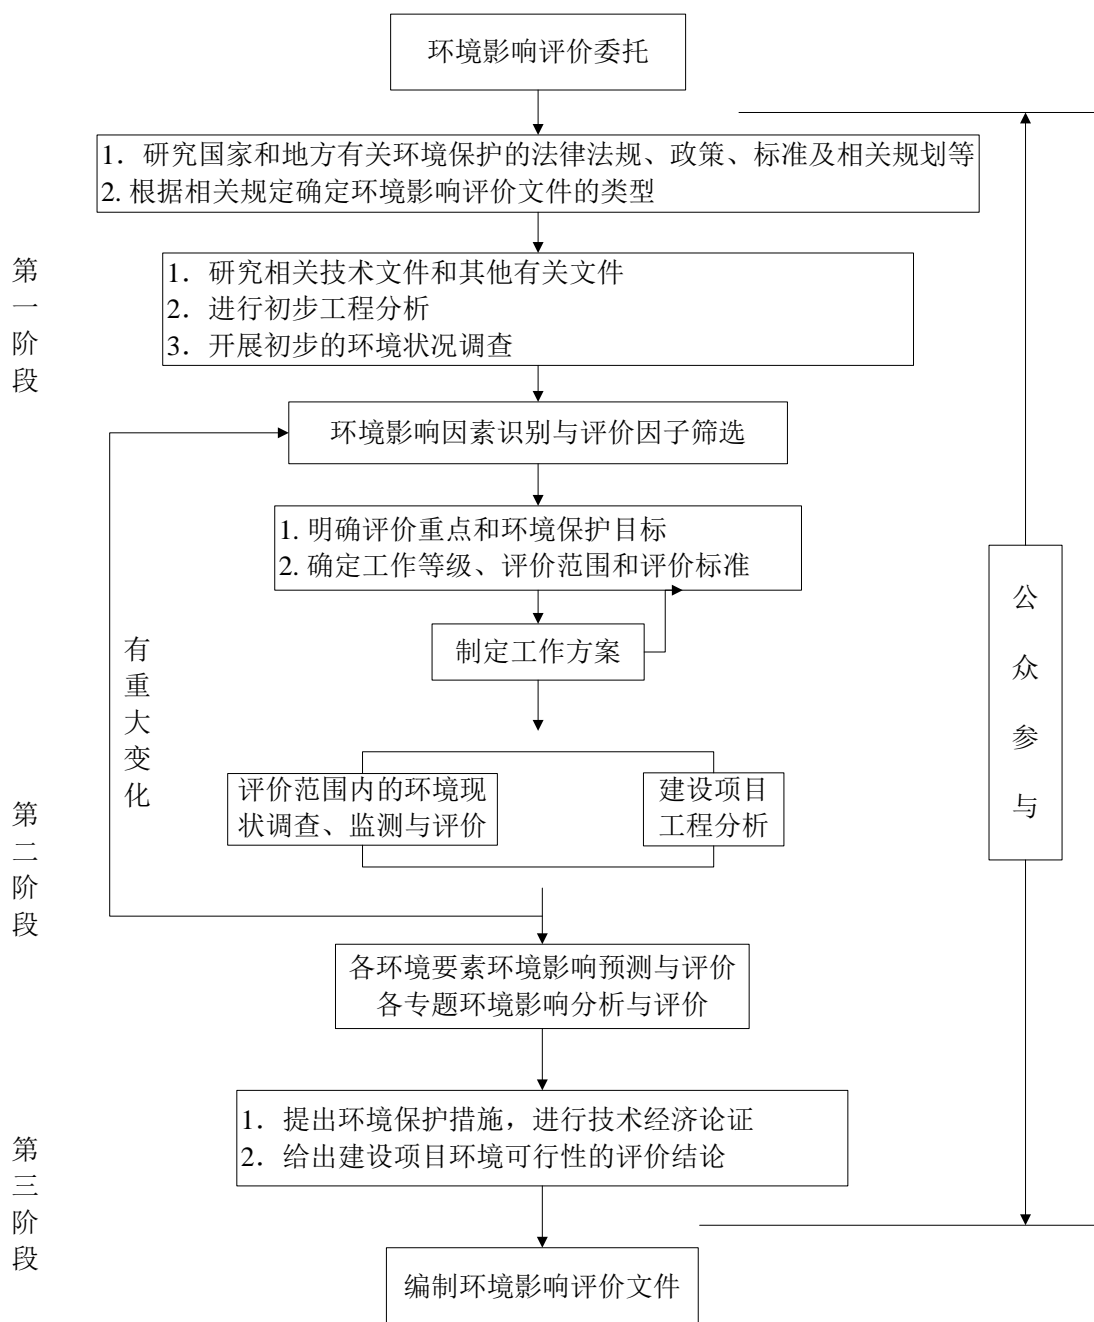 环境影响评价委托
1. 研究国家和地方有关环境保护的法律法规、政策、标准及相关规划等
2. 根据相关规定确定环境影响评价文件的类型
第一阶段
1. 研究相关技术文件和其他有关文件
2. 进行初步工程分析
3. 开展初步的环境状况调查
环境影响因素识别与评价因子筛选
1. 明确评价重点和环境保护目标
2. 确定工作等级、评价范围和评价标准
公众参与
制定工作方案
有重大变化
第二阶段
评价范围内的环境现
状调查、监测与评价
建设项目
工程分析
各环境要素环境影响预测与评价
各专题环境影响分析与评价
第三阶段
1. 提出环境保护措施，进行技术经济论证
2. 给出建设项目环境可行性的评价结论
编制环境影响评价文件